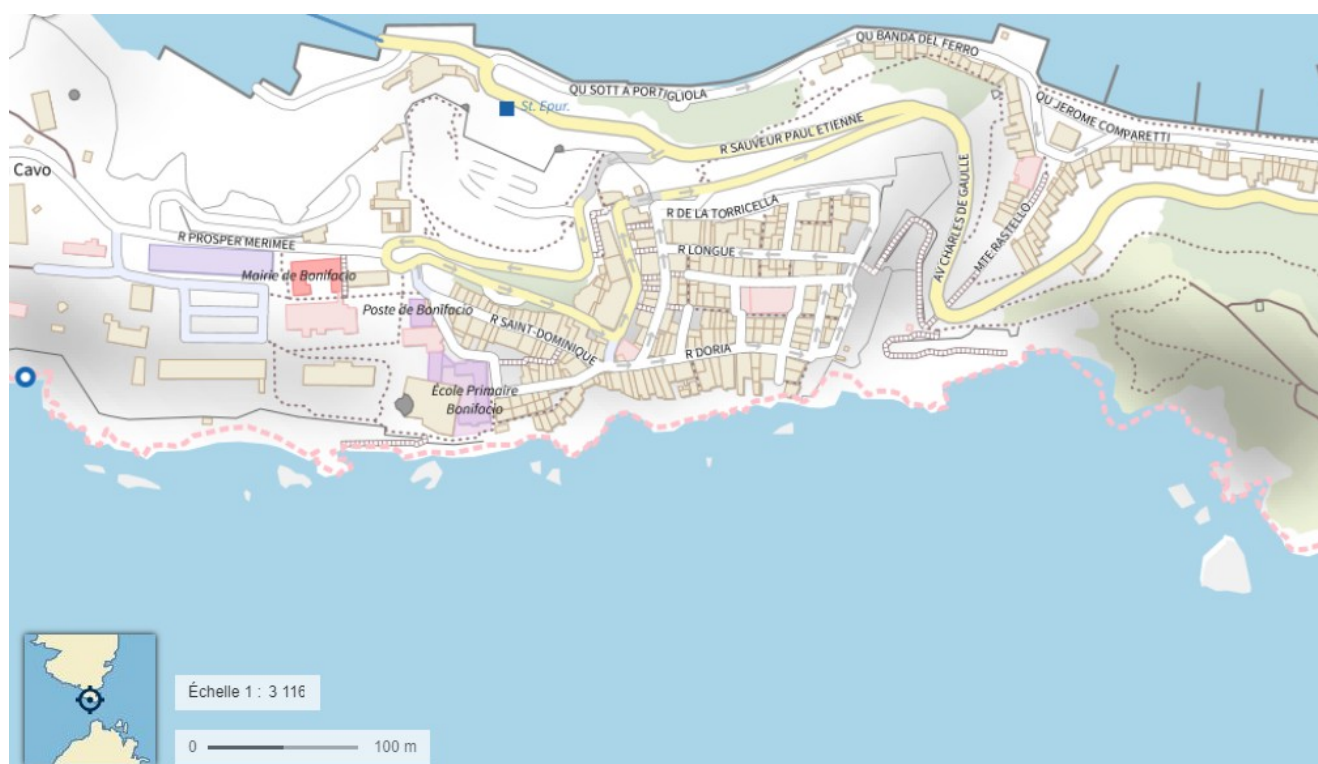 QU BANDA DEL FERRO
QU SOTT A PORTIGLIOLA
St. Epur.
QU JEROME COMPARETTI
R SAUVEUR PAUL ETIENNE
Cavo
AV CHARLES DE GAULLE
R DE LA TORRICELLA
MTE RASTELLO
R PROSPER MERIMEE
R LONGUE
Mairie de Bonifacio
Poste de Bonifacio
R SAINT-DOMINIQUE
R DORIA
École Primaire
Bonifacio
Échelle 1 : 3 116
0 100 m